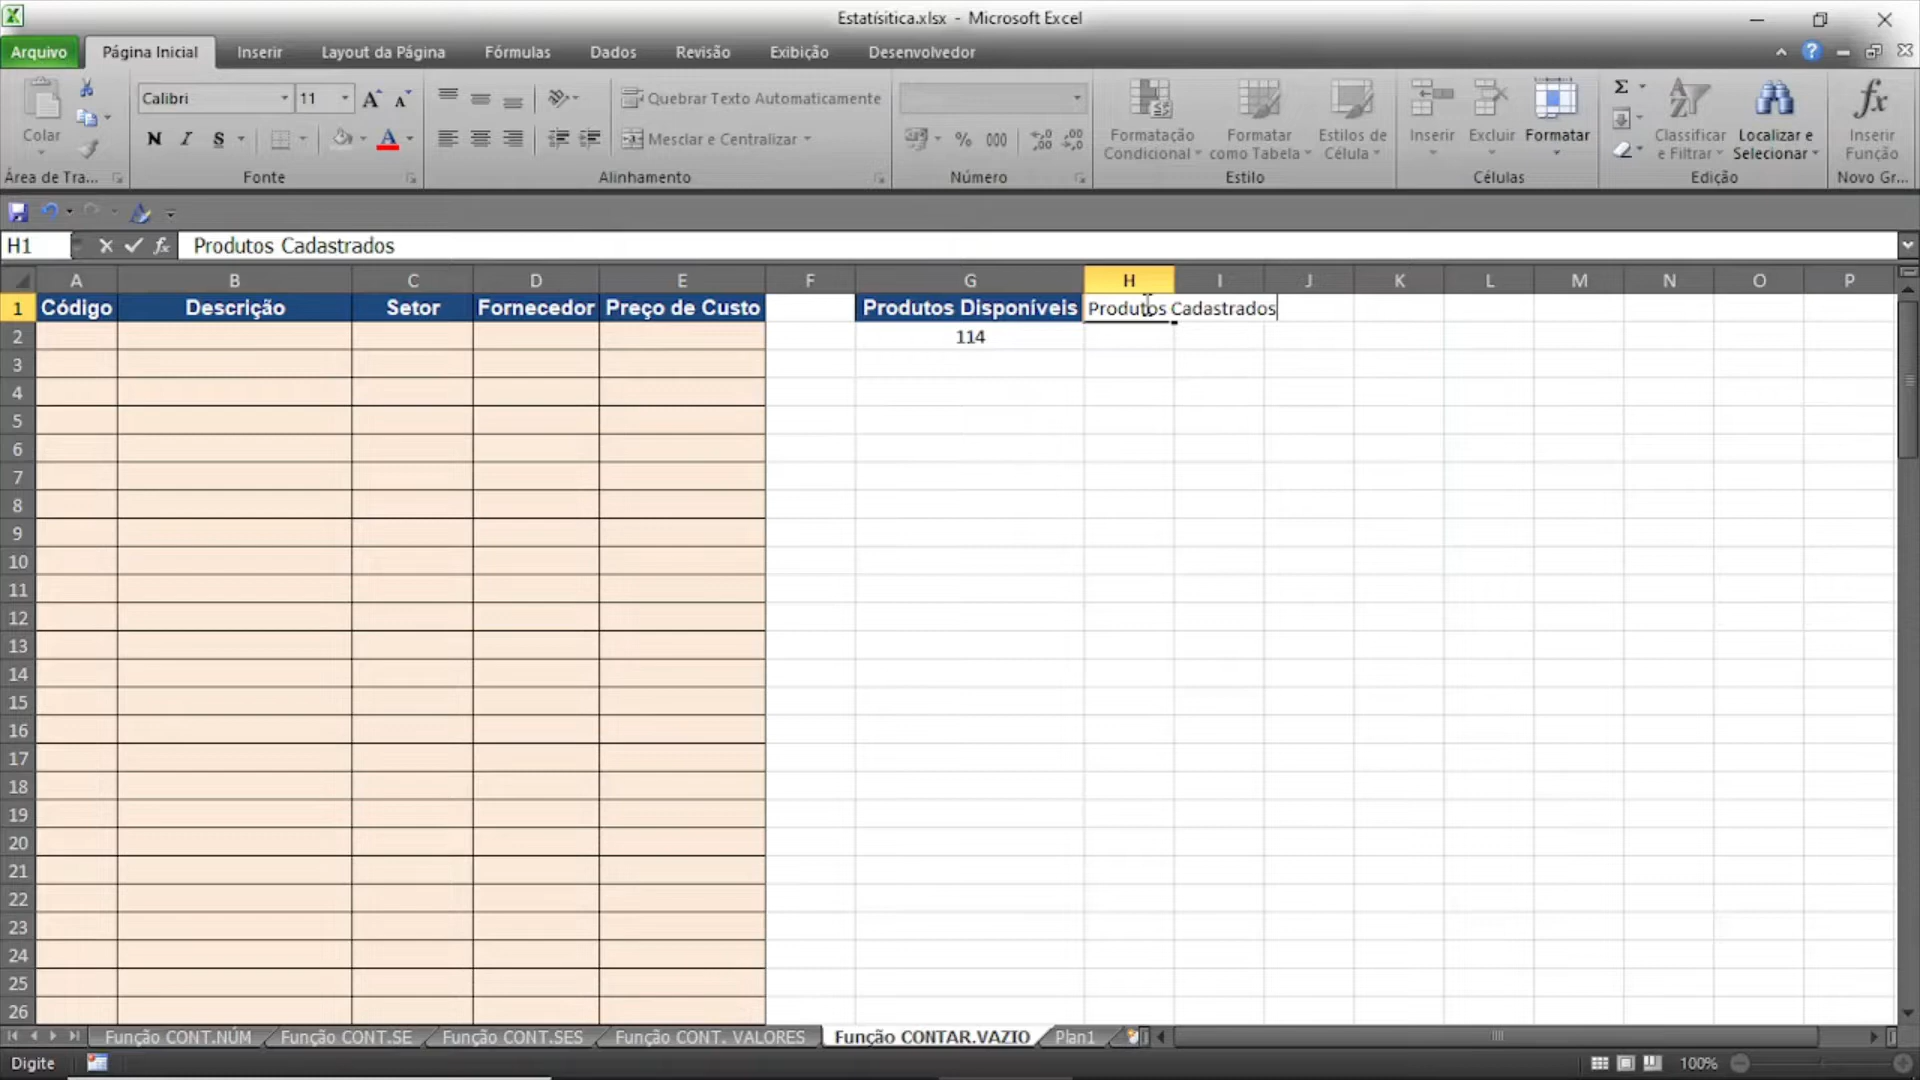 Estatísitica.xlsx - Microsoft Excel
Arquivo Página Inicial Inserir Layout da Página Fórmulas Dados Revisão Exibição Desenvolvedor
Calibri 11 Quebrar Texto Automaticamente
Colar Formatação Condicional Formatar como Tabela Estilos de Célula Inserir Excluir Formatar Classificar e Filtrar Localizar e Selecionar Inserir Função
N I S Mesclar e Centralizar % 000
Área de Tra... Fonte Alinhamento Número Estilo Células Edição Novo Gr...
H1 fx Produtos Cadastrados
A B C D E F G H I J K L M N O P
1 Código Descrição Setor Fornecedor Preço de Custo Produtos Disponíveis Produtos Cadastrados
2 114
3
4
5
6
7
8
9
10
11
12
13
14
15
16
17
18
19
20
21
22
23
24
25
26
Função CONT.NÚM Função CONT.SE Função CONT.SES Função CONT. VALORES Função CONTAR.VAZIO Plan1
Digite 100%